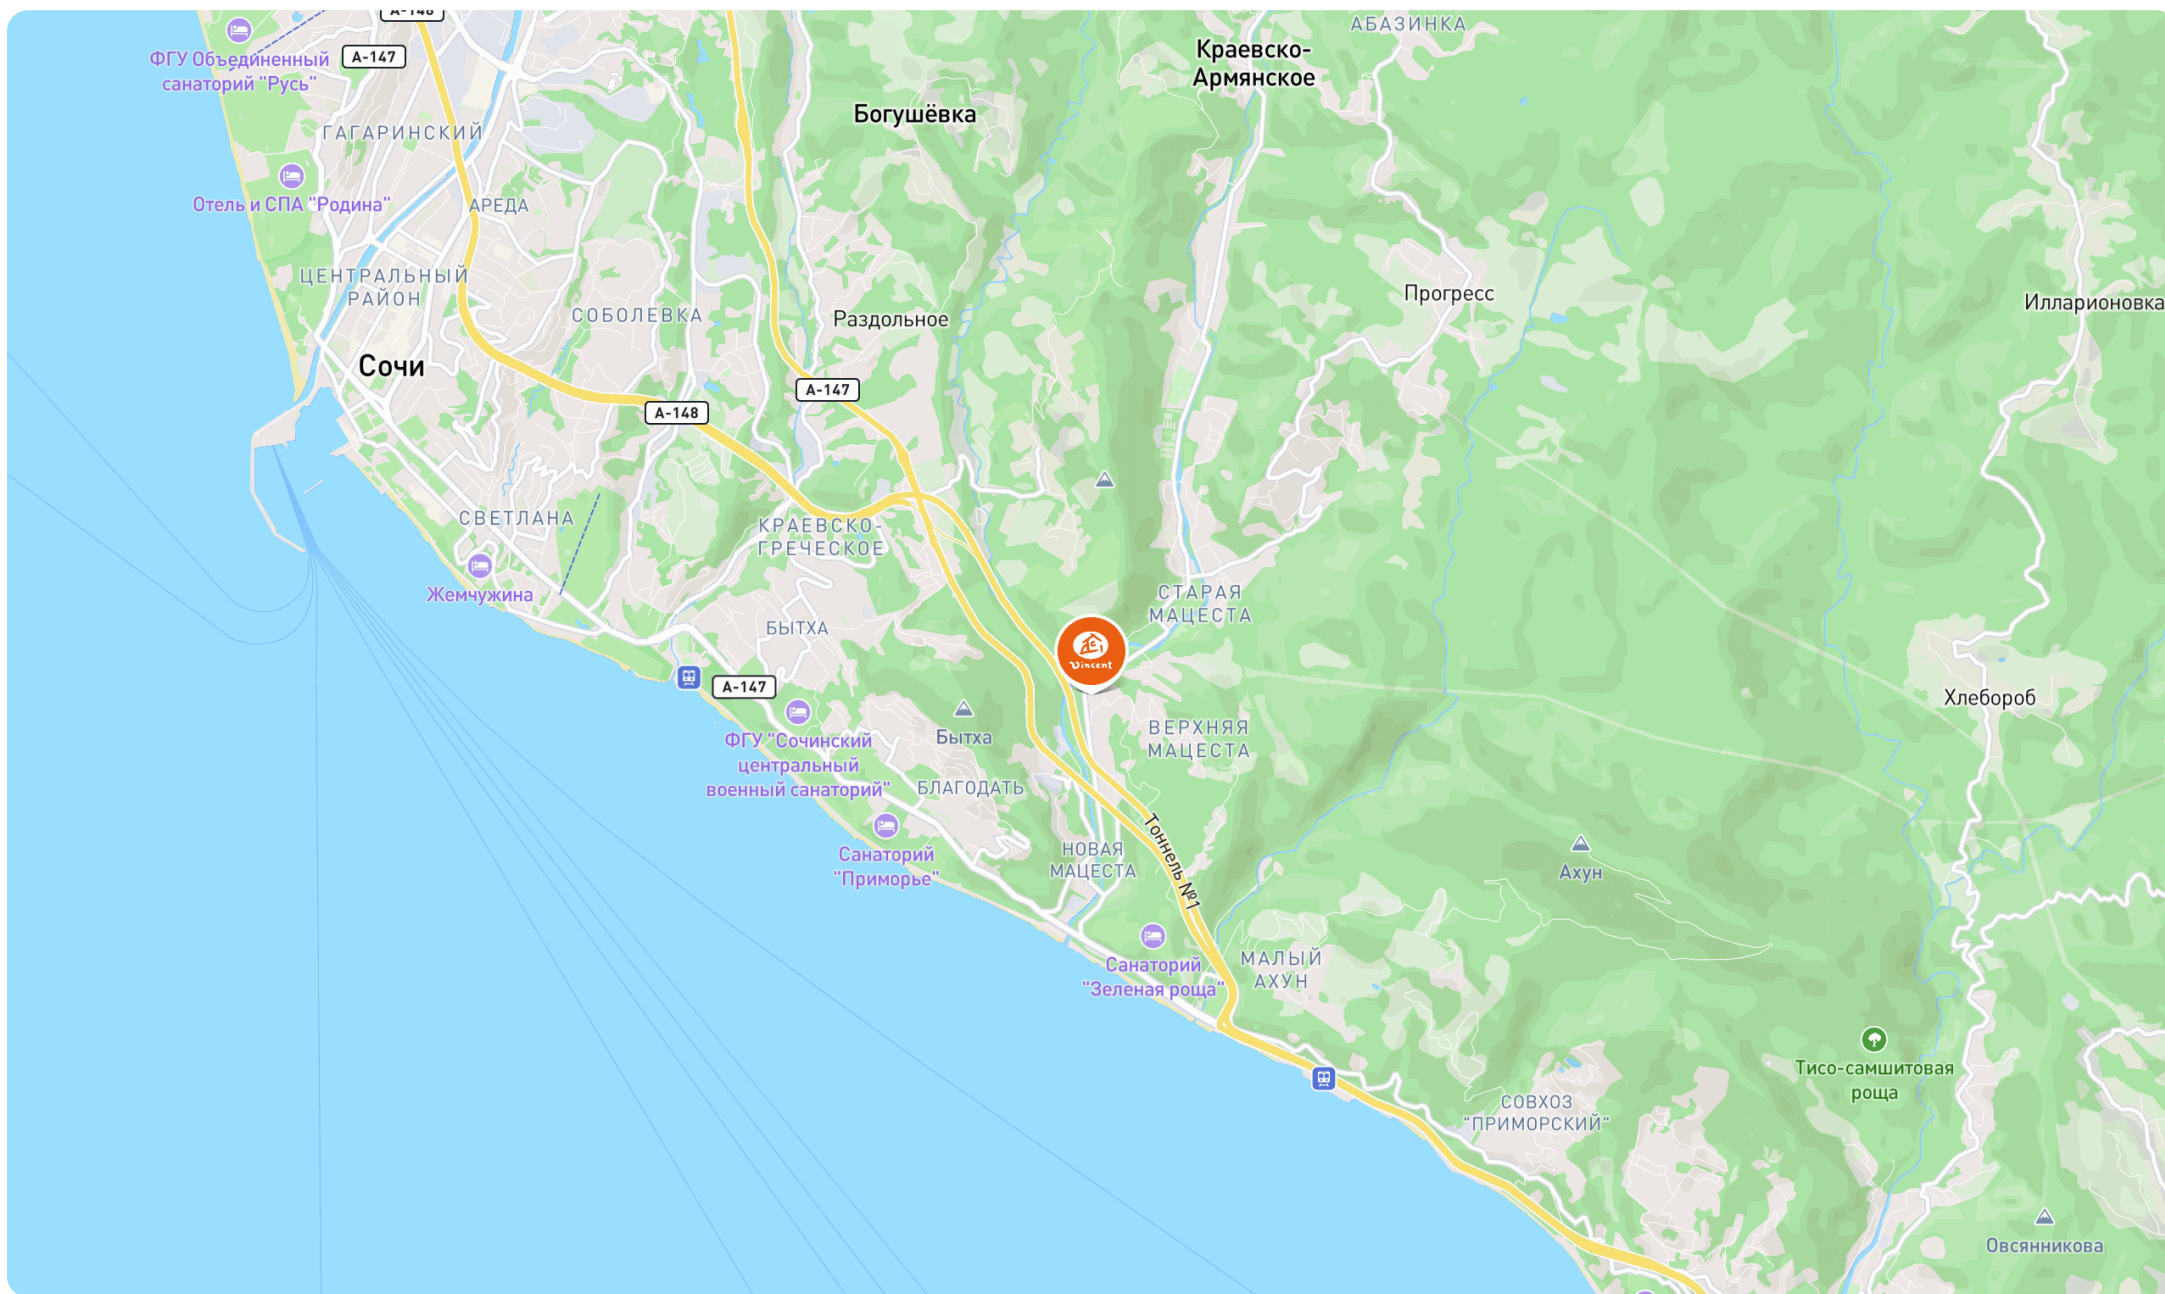 А-148
АБАЗИНКА
А-147
ФГУ Объединенный
санаторий "Русь"
Краевско-
Армянское
Богушёвка
ГАГАРИНСКИЙ
Отель и СПА "Родина"
АРЕДА
ЦЕНТРАЛЬНЫЙ
РАЙОН
СОБОЛЕВКА
Раздольное
Прогресс
Илларионовка
Сочи
А-147
А-148
СВЕТЛАНА
КРАЕВСКО-
ГРЕЧЕСКОЕ
Жемчужина
СТАРАЯ
МАЦЕСТА
БЫТХА
Vincent
А-147
Хлебороб
ФГУ "Сочинский
центральный
военный санаторий"
Бытха
ВЕРХНЯЯ
МАЦЕСТА
БЛАГОДАТЬ
Тоннель №1
Санаторий
"Приморье"
НОВАЯ
МАЦЕСТА
Ахун
Санаторий
"Зеленая роща"
МАЛЫЙ
АХУН
Тисо-самшитовая
роща
СОВХОЗ
"ПРИМОРСКИЙ"
Овсянникова